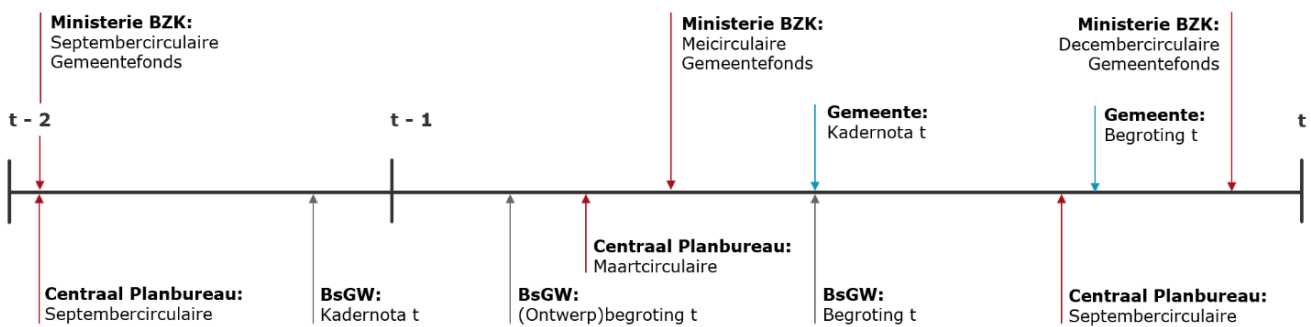 Ministerie BZK:
Septembercirculaire
Gemeentefonds
Ministerie BZK:
Meicirculaire
Gemeentefonds
Ministerie BZK:
Decembercirculaire
Gemeentefonds
Gemeente:
Kadernota t
Gemeente:
Begroting t
t - 2
t - 1
t
Centraal Planbureau:
Maartcirculaire
Centraal Planbureau:
Septembercirculaire
BsGW:
Kadernota t
BsGW:
(Ontwerp)begroting t
BsGW:
Begroting t
Centraal Planbureau:
Septembercirculaire